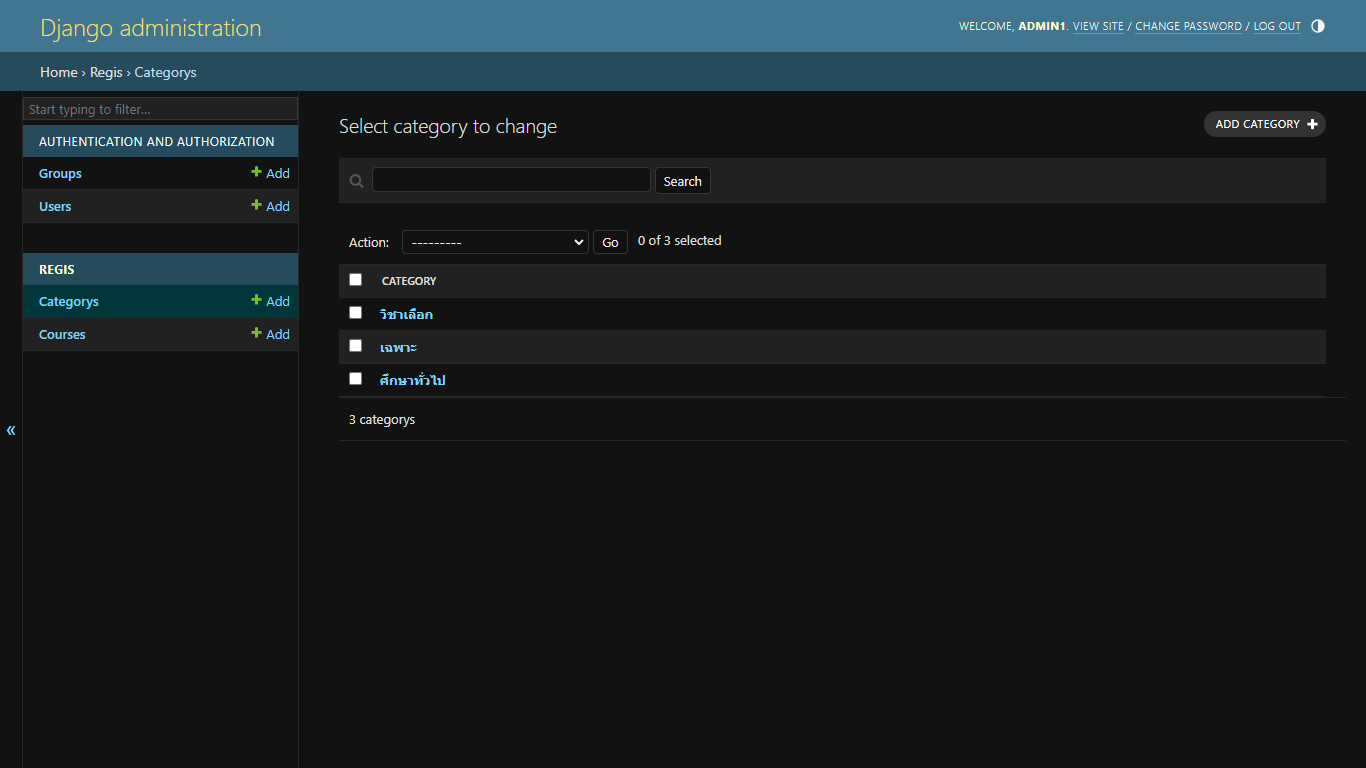 Django administration
WELCOME, ADMIN1. VIEW SITE / CHANGE PASSWORD / LOG OUT
Home › Regis › Categorys
Start typing to filter...
AUTHENTICATION AND AUTHORIZATION
Groups + Add
Users + Add
REGIS
Categorys + Add
Courses + Add
«
Select category to change
ADD CATEGORY +
Search
Action: --------- Go 0 of 3 selected
CATEGORY
วิชาเลือก
เฉพาะ
ศึกษาทั่วไป
3 categorys